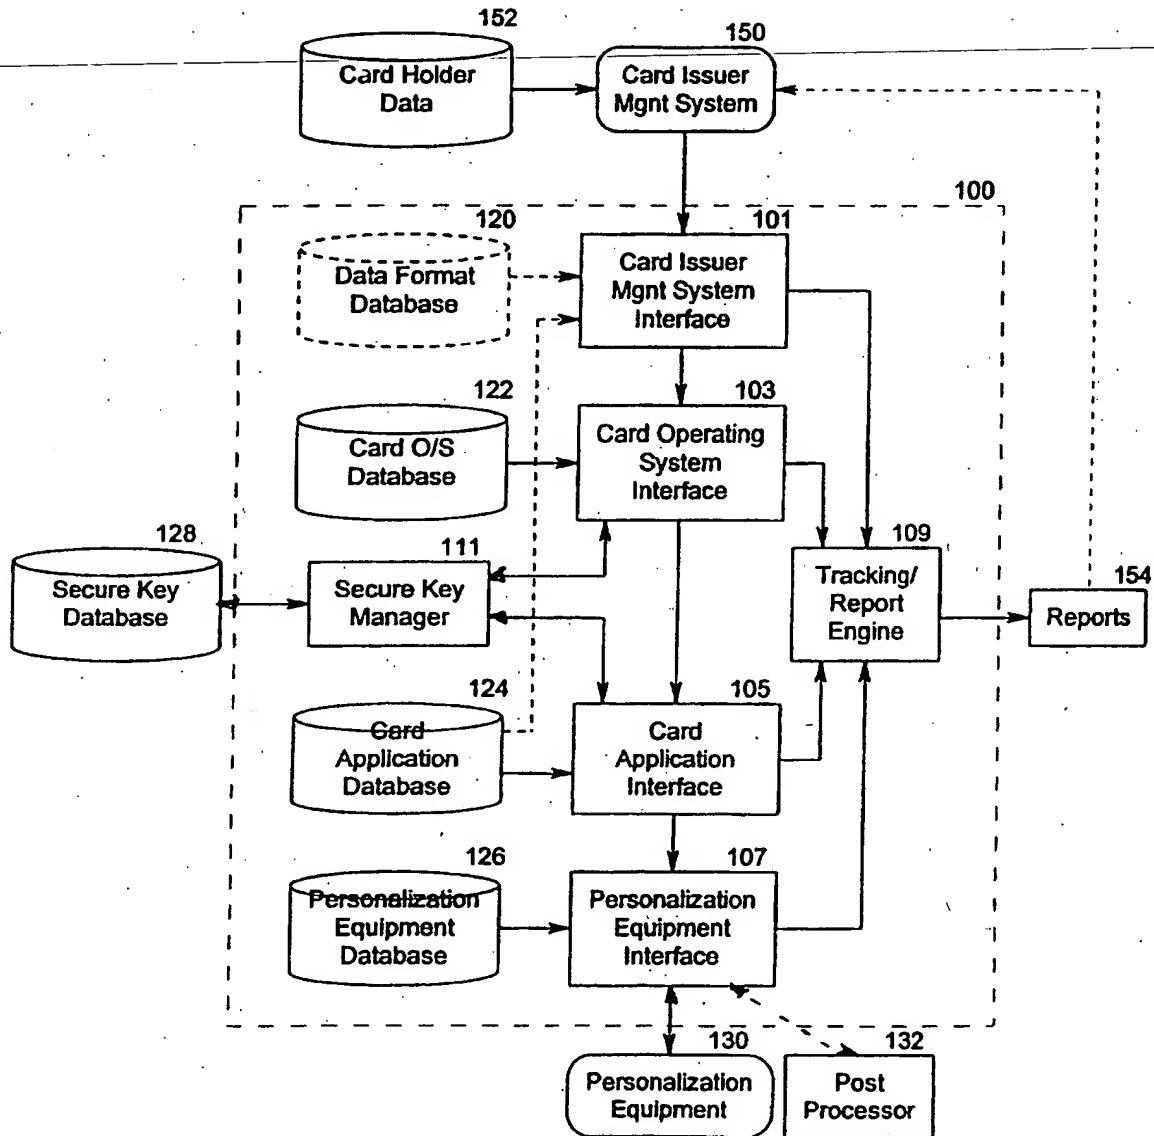 152
Card Holder
Data
150
Card Issuer
Mgnt System
100
120
Data Format
Database
101
Card Issuer
Mgnt System
Interface
122
Card O/S
Database
103
Card Operating
System
Interface
128
Secure Key
Database
111
Secure Key
Manager
109
Tracking/
Report
Engine
154
Reports
124
Card
Application
Database
105
Card
Application
Interface
126
Personalization
Equipment
Database
107
Personalization
Equipment
Interface
130
Personalization
Equipment
132
Post
Processor